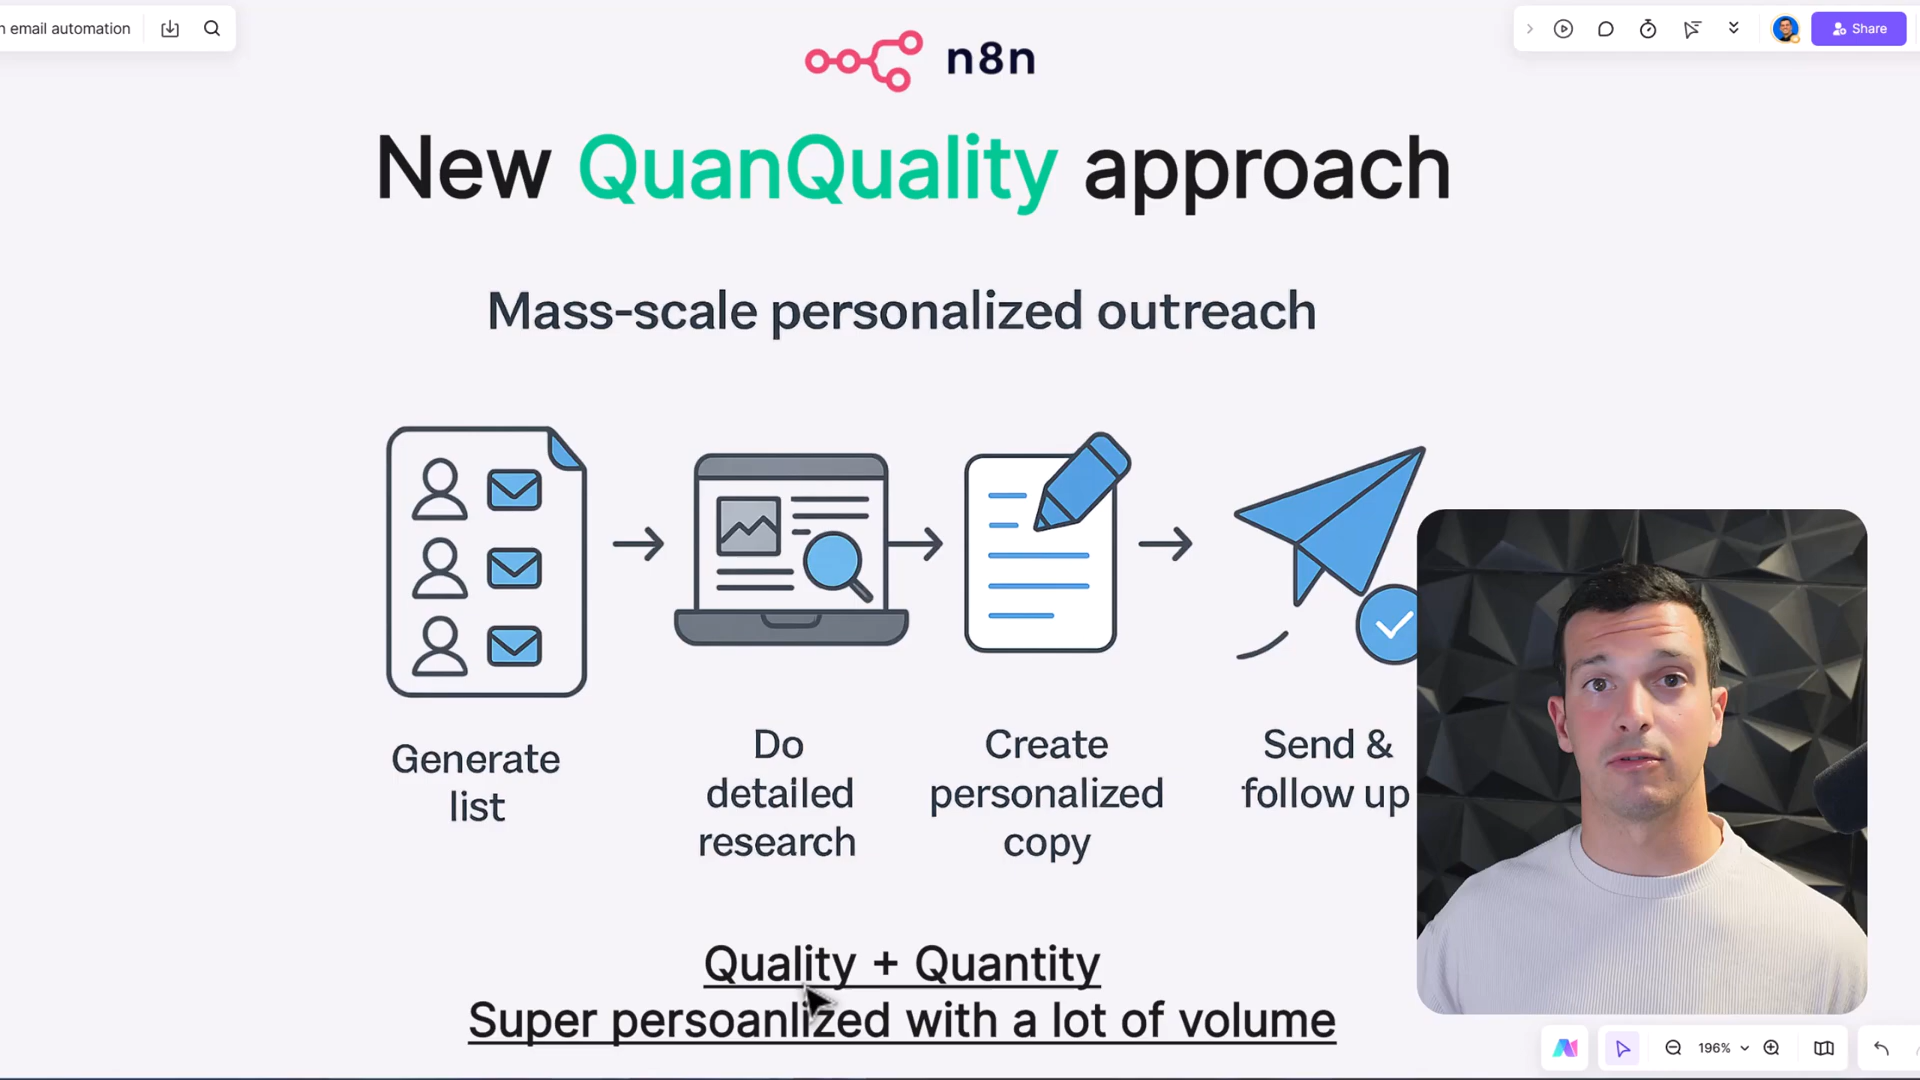 n email automation
Share
n8n
New QuanQuality approach
Mass-scale personalized outreach
Generate
list
Do
detailed
research
Create
personalized
copy
Send &
follow up
Quality + Quantity
Super persoanlized with a lot of volume
196%